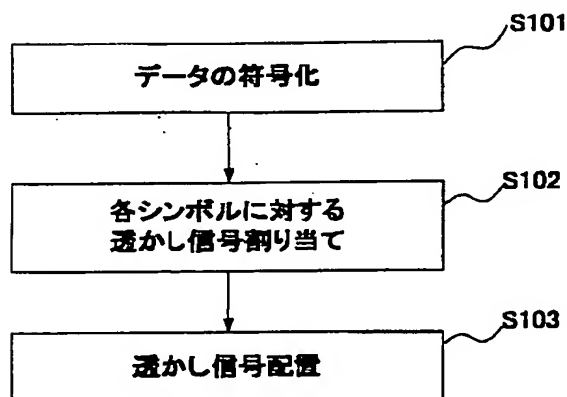 S101
データの符号化
S102
各シンボルに対する
透かし信号割り当て
S103
透かし信号配置